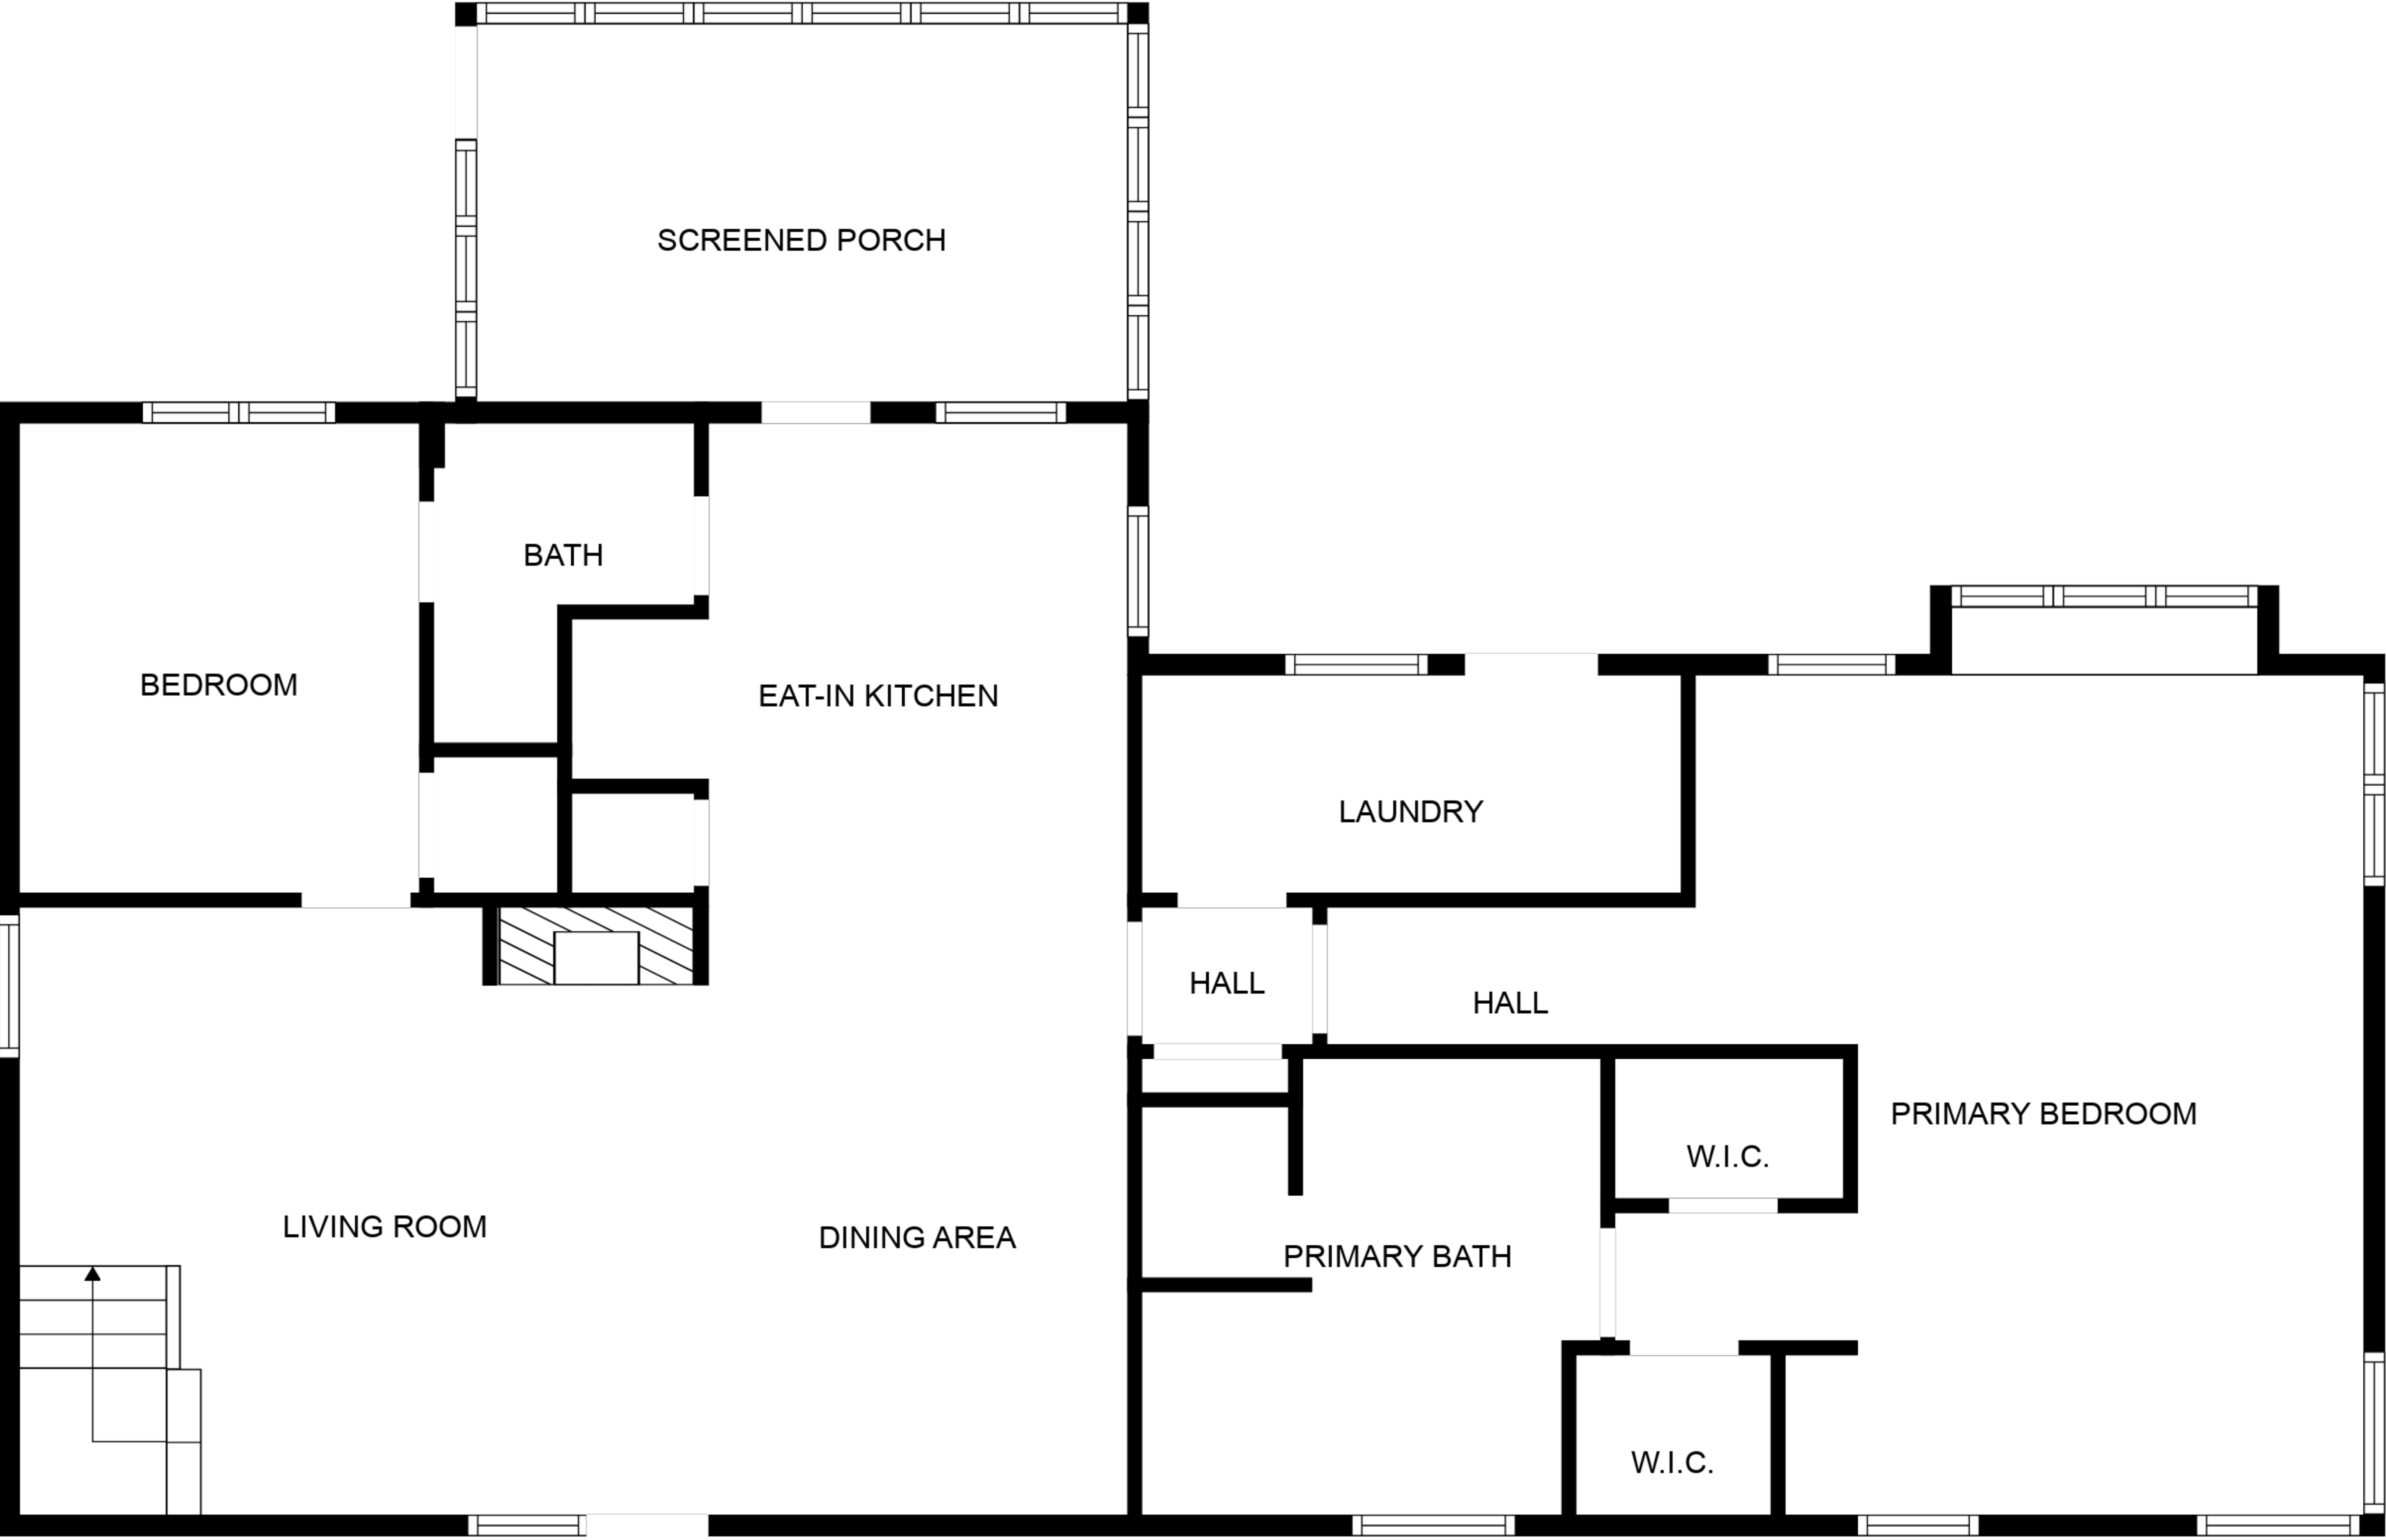 SCREENED PORCH
BATH
BEDROOM
EAT-IN KITCHEN
LAUNDRY
HALL
HALL
PRIMARY BEDROOM
W.I.C.
LIVING ROOM
DINING AREA
PRIMARY BATH
W.I.C.